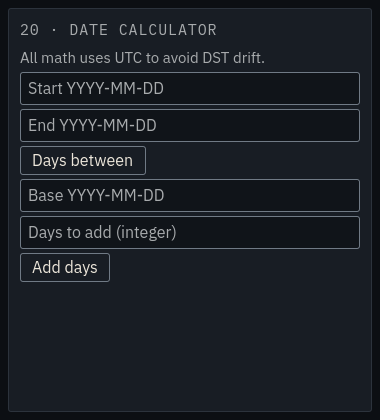 20 · DATE CALCULATOR
All math uses UTC to avoid DST drift.
Start YYYY-MM-DD
End YYYY-MM-DD
Days between
Base YYYY-MM-DD
Days to add (integer)
Add days